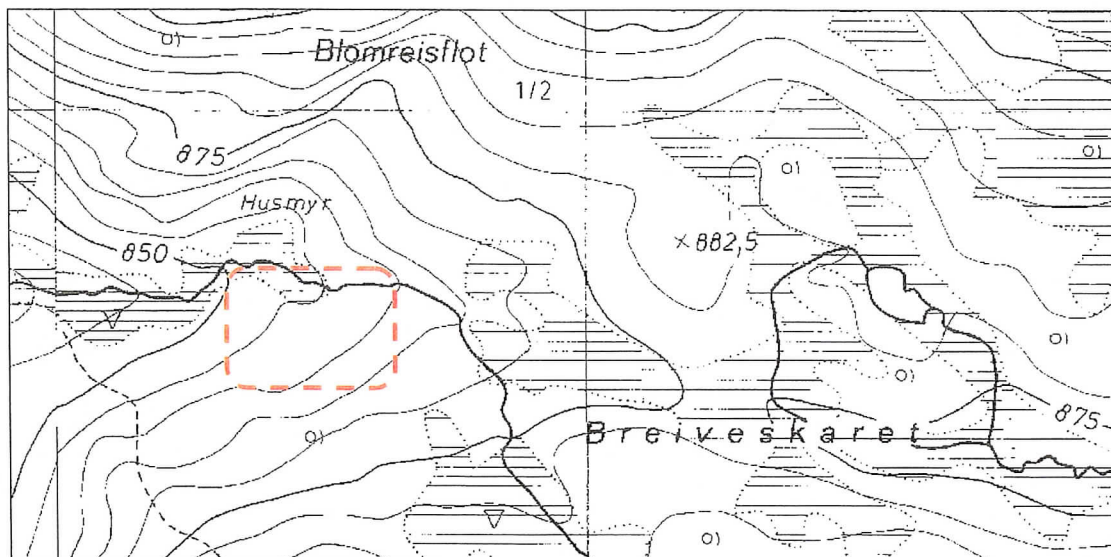 o)
Blomreisflot
1/2
875
o)
o)
Husmyr
850
×882,5
o)
o)
875
o)
Breiveskaret
o)